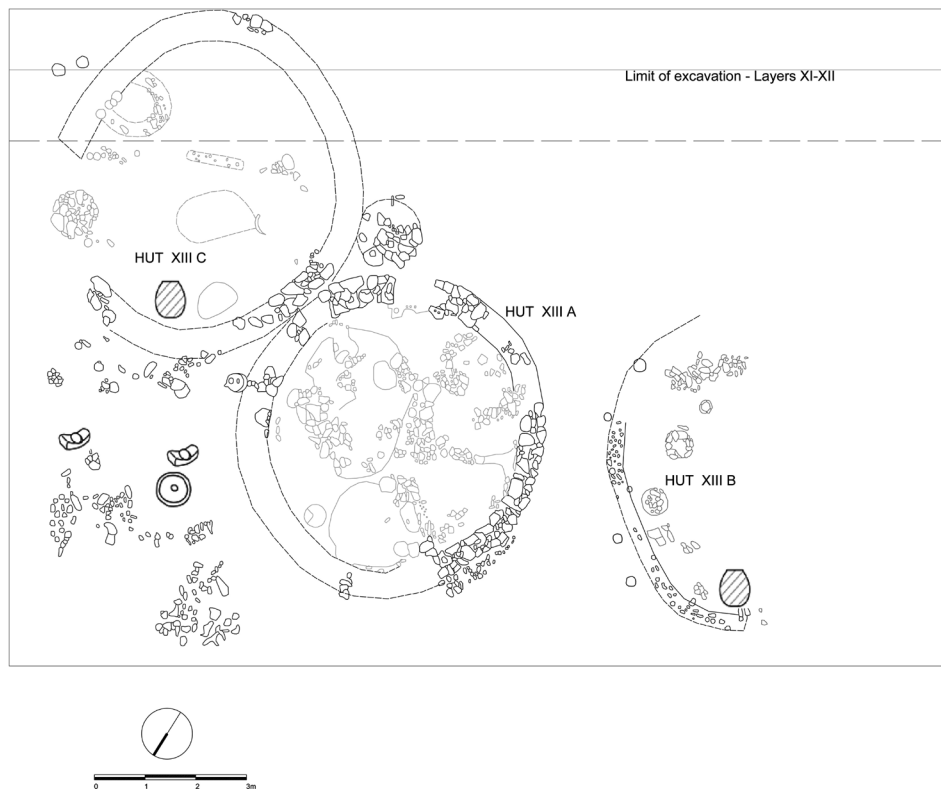 Limit of excavation - Layers XI-XII
HUT XIII C
HUT XIII A
HUT XIII B
0 1 2 3m